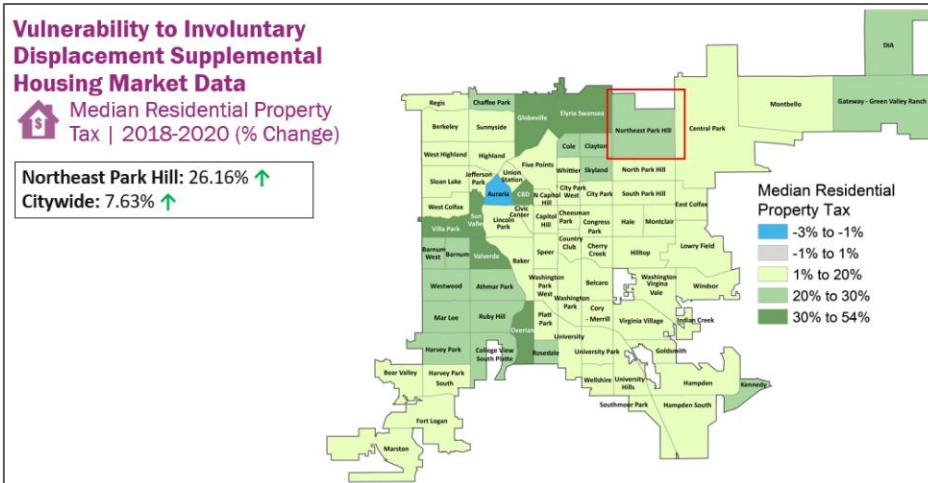 Vulnerability to Involuntary
Displacement Supplemental
Housing Market Data
Median Residential Property
Tax | 2018-2020 (% Change)
Northeast Park Hill: 26.16% ↑
Citywide: 7.63% ↑
DIA
Gateway - Green Valley Ranch
Montbello
Central Park
Northeast Park Hill
Elyria Swansea
Globeville
Chaffee Park
Regis
Berkeley
Sunnyside
West Highland
Highland
Five Points
Cole
Clayton
Whittier
Skyland
North Park Hill
Sloan Lake
Jefferson
Park
Union
Station
Auraria
CBD
N Capitol
Hill
City Park
West
City Park
South Park Hill
East Colfax
West Colfax
Sun
Valley
Lincoln
Park
Civic
Center
Capitol
Hill
Cheesman
Park
Congress
Park
Hale
Montclair
Villa Park
Barnum
West
Barnum
Valverde
Baker
Speer
Country
Club
Cherry
Creek
Hilltop
Lowry Field
Westwood
Athmar Park
Washington
Park
West
Washington
Park
Belcaro
Washington
Virgina
Vale
Windsor
Mar Lee
Ruby Hill
Overland
Platt
Park
Cory
- Merrill
Virginia Village
Indian Creek
Harvey Park
College View
South Platte
Rosedale
University
University Park
Goldsmith
Bear Valley
Harvey Park
South
Wellshire
University
Hills
Hampden
Kennedy
Southmoor Park
Hampden South
Fort Logan
Marston
Median Residential
Property Tax
-3% to -1%
-1% to 1%
1% to 20%
20% to 30%
30% to 54%